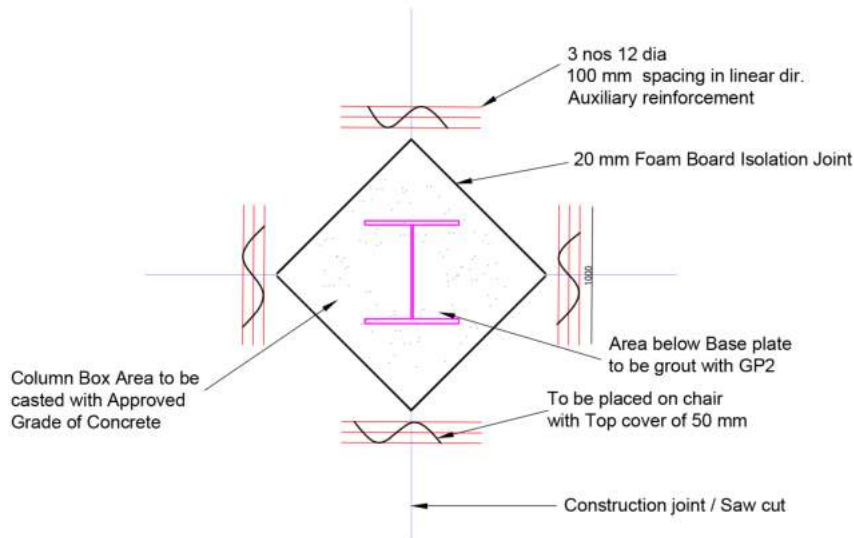 3 nos 12 dia
100 mm spacing in linear dir.
Auxiliary reinforcement
20 mm Foam Board Isolation Joint
1000
Area below Base plate
to be grout with GP2
Column Box Area to be
casted with Approved
Grade of Concrete
To be placed on chair
with Top cover of 50 mm
Construction joint / Saw cut